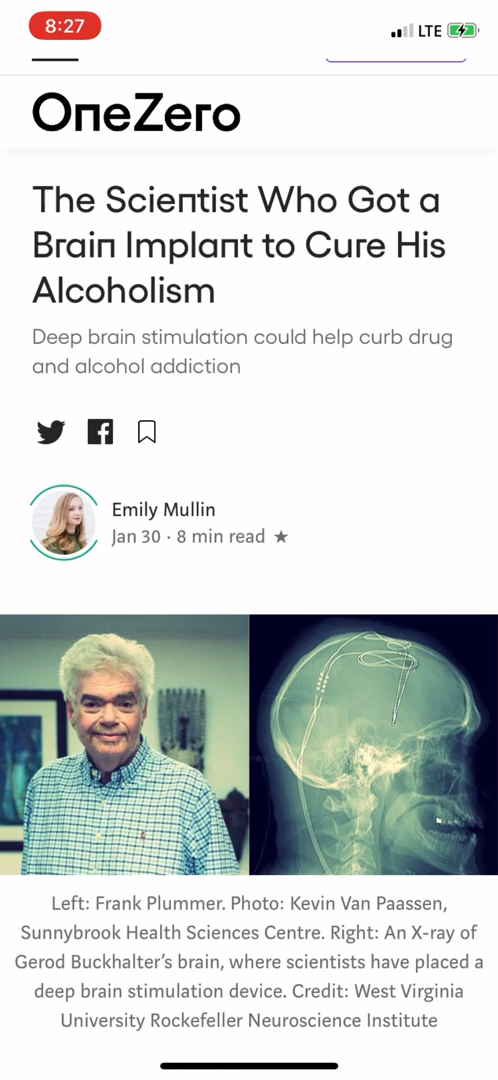 8:27
LTE
OneZero
The Scientist Who Got a
Brain Implant to Cure His
Alcoholism
Deep brain stimulation could help curb drug
and alcohol addiction
Emily Mullin
Jan 30 · 8 min read ★
Left: Frank Plummer. Photo: Kevin Van Paassen,
Sunnybrook Health Sciences Centre. Right: An X-ray of
Gerod Buckhalter’s brain, where scientists have placed a
deep brain stimulation device. Credit: West Virginia
University Rockefeller Neuroscience Institute